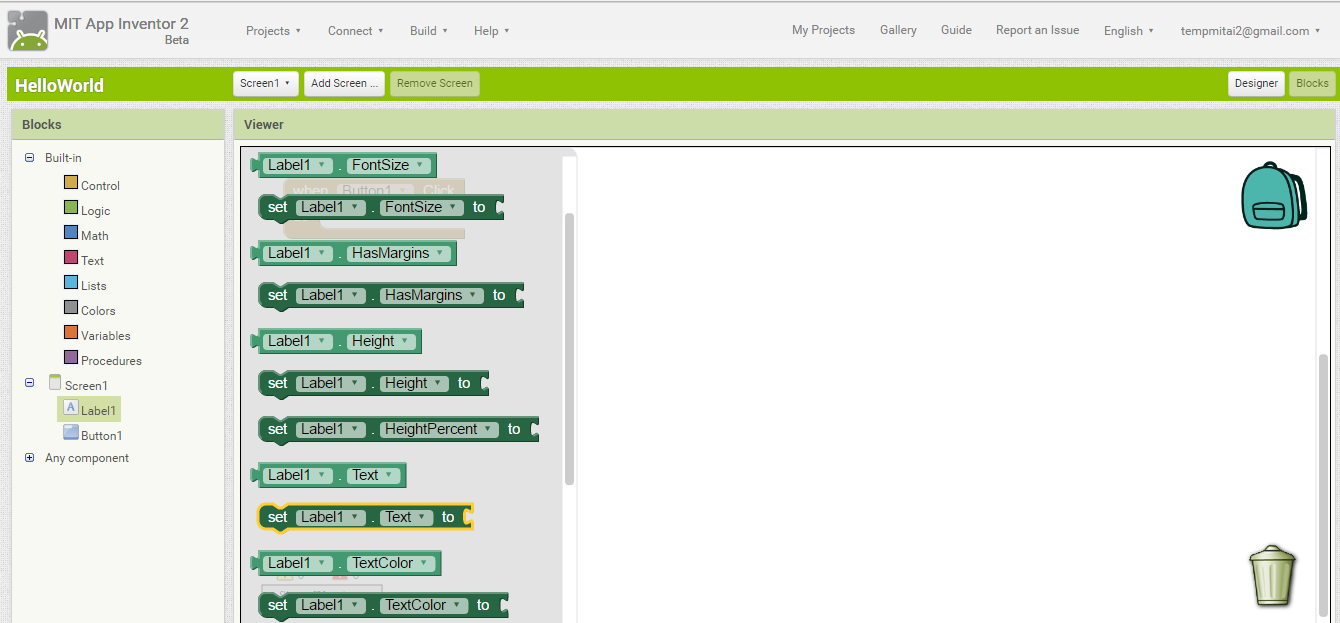 MIT App Inventor 2
Beta
Projects Connect Build Help
My Projects Gallery Guide Report an Issue English tempmitai2@gmail.com
HelloWorld
Screen1 Add Screen ... Remove Screen
Designer Blocks
Blocks
Built-in
Control
Logic
Math
Text
Lists
Colors
Variables
Procedures
Screen1
Label1
Button1
Any component
Viewer
Label1 . FontSize
when Button1 .Click
set Label1 . FontSize to
Label1 . HasMargins
set Label1 . HasMargins to
Label1 . Height
set Label1 . Height to
set Label1 . HeightPercent to
Label1 . Text
set Label1 . Text to
Label1 . TextColor
set Label1 . TextColor to